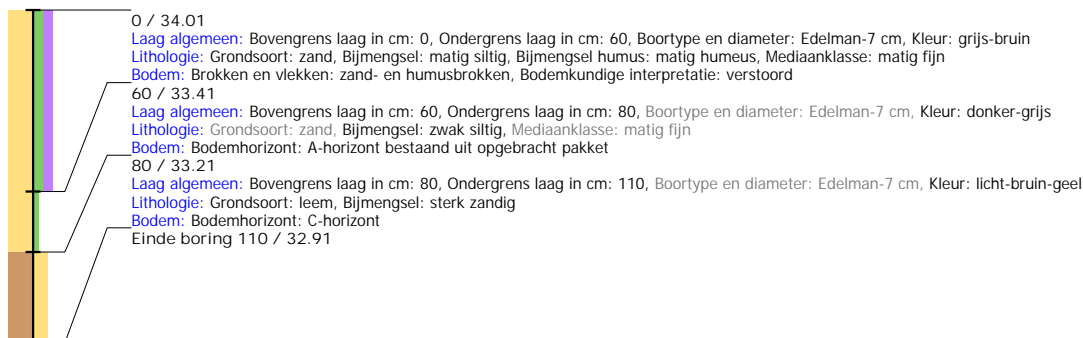 0 / 34.01
Laag algemeen: Bovengrens laag in cm: 0, Ondergrens laag in cm: 60, Boortype en diameter: Edelman-7 cm, Kleur: grijs-bruin
Lithologie: Grondsoort: zand, Bijmengsel: matig siltig, Bijmengsel humus: matig humeus, Mediaanklasse: matig fijn
Bodem: Brokken en vlekken: zand- en humusbrokken, Bodemkundige interpretatie: verstoord
60 / 33.41
Laag algemeen: Bovengrens laag in cm: 60, Ondergrens laag in cm: 80, Boortype en diameter: Edelman-7 cm, Kleur: donker-grijs
Lithologie: Grondsoort: zand, Bijmengsel: zwak siltig, Mediaanklasse: matig fijn
Bodem: Bodemhorizont: A-horizont bestaand uit opgebracht pakket
80 / 33.21
Laag algemeen: Bovengrens laag in cm: 80, Ondergrens laag in cm: 110, Boortype en diameter: Edelman-7 cm, Kleur: licht-bruin-geel
Lithologie: Grondsoort: leem, Bijmengsel: sterk zandig
Bodem: Bodemhorizont: C-horizont
Einde boring 110 / 32.91